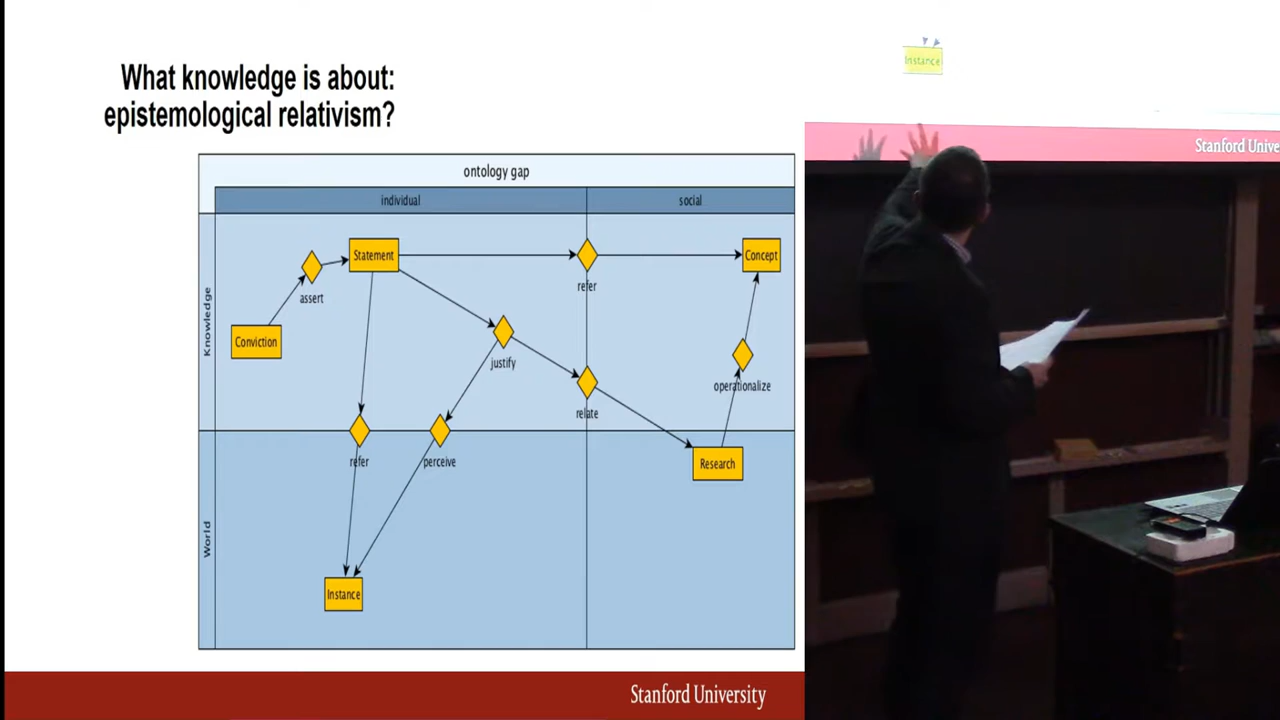 What knowledge is about:
epistemological relativism?
ontology gap
individual
social
Knowledge
World
Statement
Concept
assert
refer
Conviction
justify
operationalize
relate
refer
perceive
Research
Instance
Stanford University
Instance
Stanford Unive